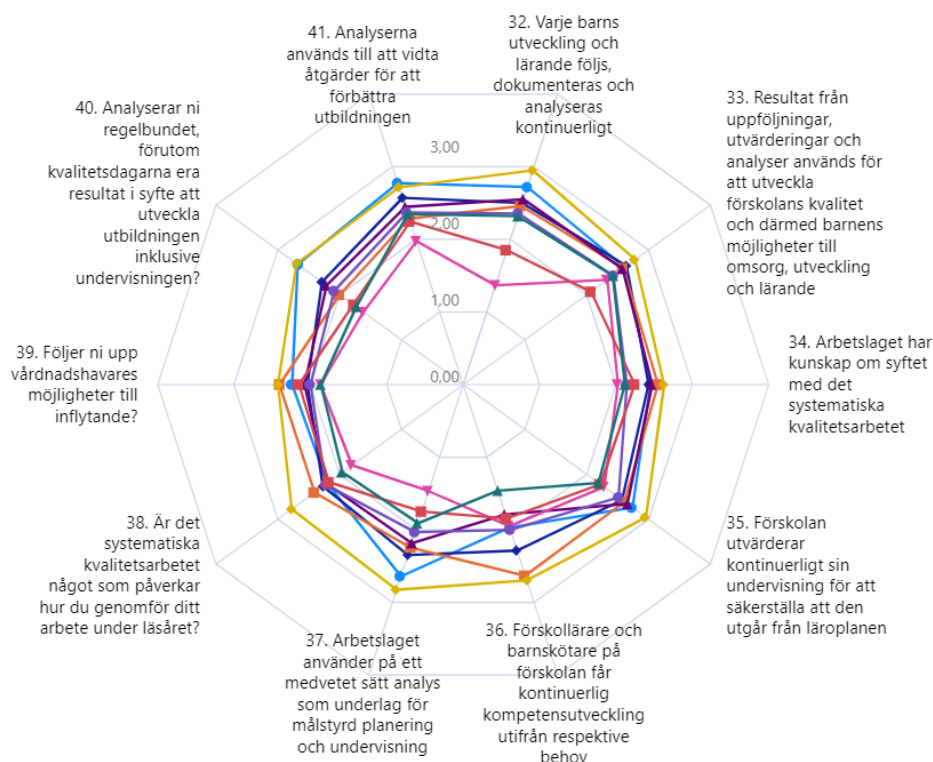 41. Analyserna
används till att vidta
åtgärder för att
förbättra
utbildningen
32. Varje barns
utveckling och
lärande följs,
dokumenteras och
analyseras
kontinuerligt
33. Resultat från
uppföljningar,
utvärderingar och
analyser används för
att utveckla
förskolans kvalitet
och därmed barnens
möjligheter till
omsorg, utveckling
och lärande
34. Arbetslaget har
kunskap om syftet
med det
systematiska
kvalitetsarbetet
35. Förskolan
utvärderar
kontinuerligt sin
undervisning för att
säkerställa att den
utgår från läroplanen
36. Förskollärare och
barnskötare på
förskolan får
kontinuerlig
kompetensutveckling
utifrån respektive
behov
37. Arbetslaget
använder på ett
medvetet sätt analys
som underlag för
målstyrd planering
och undervisning
38. Är det
systematiska
kvalitetsarbetet
något som påverkar
hur du genomför ditt
arbete under läsåret?
39. Följer ni upp
vårdnadshavares
möjligheter till
inflytande?
40. Analyserar ni
regelbundet,
förutom
kvalitetsdagarna era
resultat i syfte att
utveckla
utbildningen
inklusive
undervisningen?
3,00
2,00
1,00
0,00